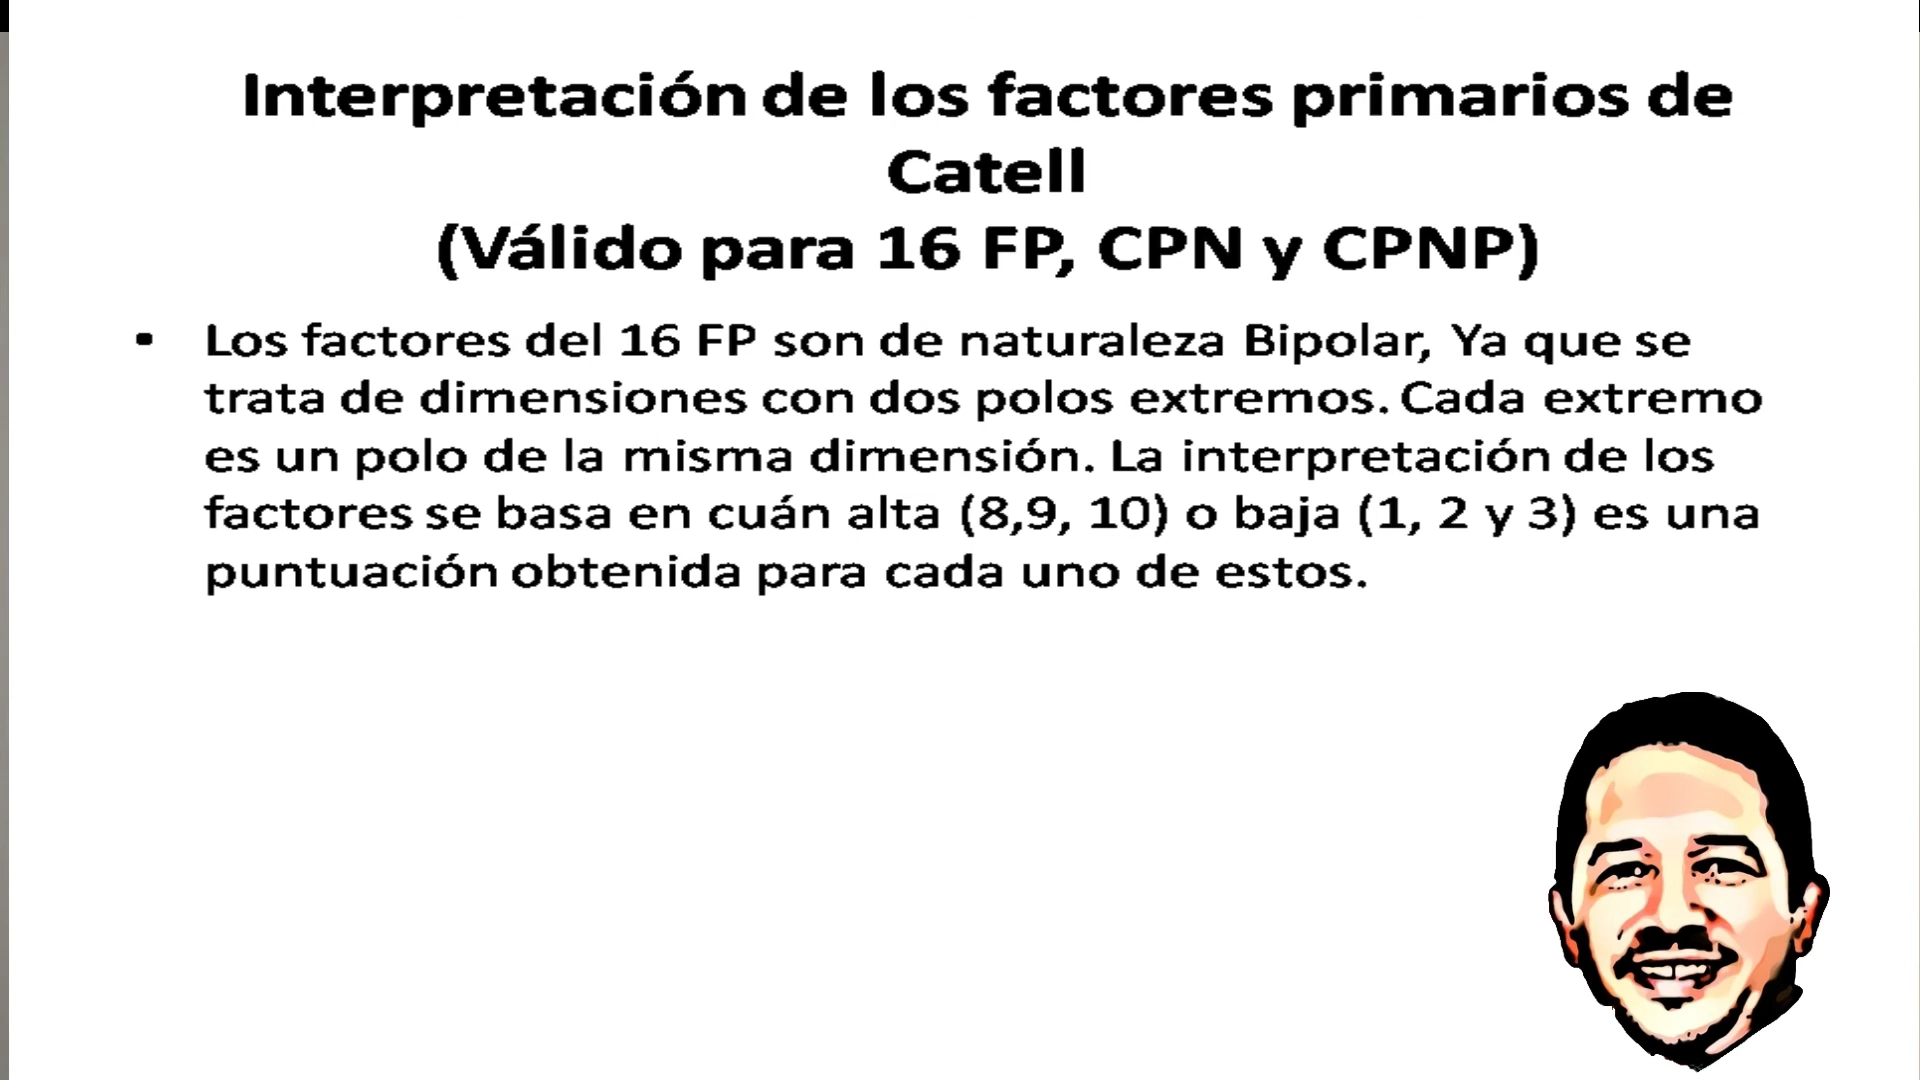 Interpretación de los factores primarios de
Catell
(Válido para 16 FP, CPN y CPNP)
▪ Los factores del 16 FP son de naturaleza Bipolar, Ya que se
trata de dimensiones con dos polos extremos. Cada extremo
es un polo de la misma dimensión. La interpretación de los
factores se basa en cuán alta (8,9, 10) o baja (1, 2 y 3) es una
puntuación obtenida para cada uno de estos.